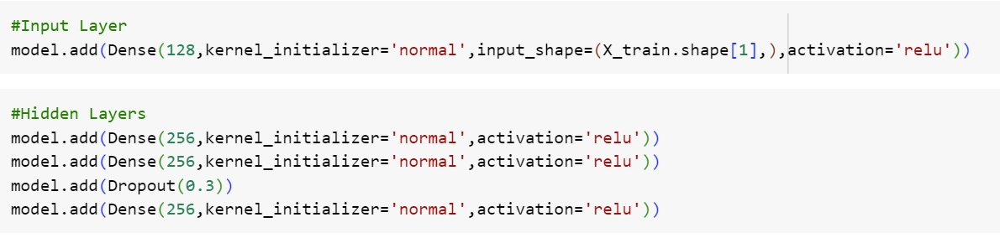 #Input Layer
model.add(Dense(128,kernel_initializer='normal',input_shape=(X_train.shape[1],),activation='relu'))
#Hidden Layers
model.add(Dense(256,kernel_initializer='normal',activation='relu'))
model.add(Dense(256,kernel_initializer='normal',activation='relu'))
model.add(Dropout(0.3))
model.add(Dense(256,kernel_initializer='normal',activation='relu'))